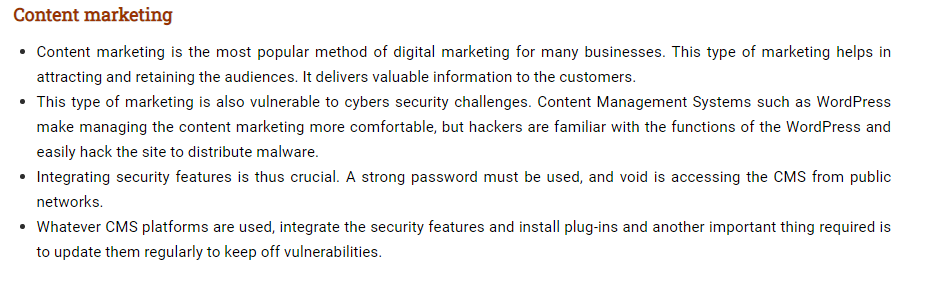 Content marketing
• Content marketing is the most popular method of digital marketing for many businesses. This type of marketing helps in
attracting and retaining the audiences. It delivers valuable information to the customers.
• This type of marketing is also vulnerable to cybers security challenges. Content Management Systems such as WordPress
make managing the content marketing more comfortable, but hackers are familiar with the functions of the WordPress and
easily hack the site to distribute malware.
• Integrating security features is thus crucial. A strong password must be used, and void is accessing the CMS from public
networks.
• Whatever CMS platforms are used, integrate the security features and install plug-ins and another important thing required is
to update them regularly to keep off vulnerabilities.